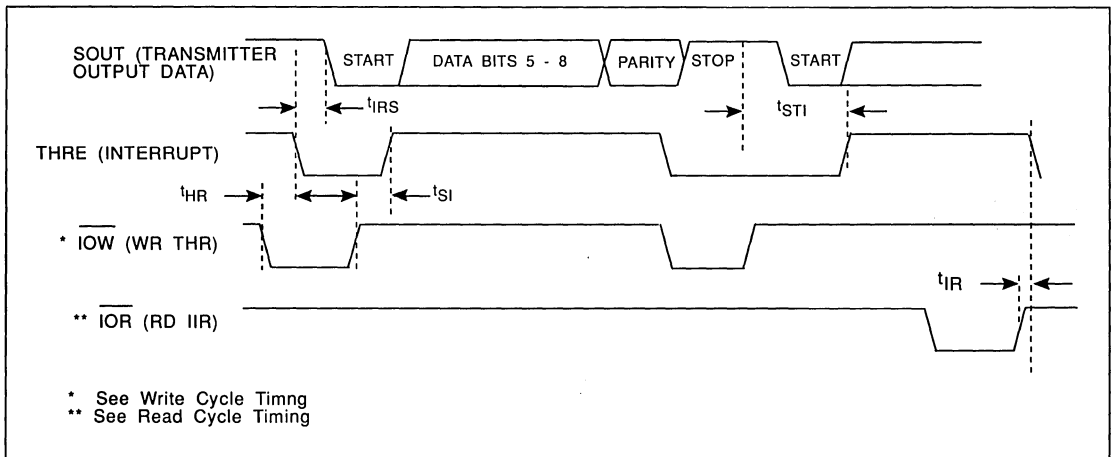 SOUT (TRANSMITTER
OUTPUT DATA)
START
DATA BITS 5 - 8
PARITY
STOP
START
tIRS
tSTI
THRE (INTERRUPT)
tHR
tSI
* IOW (WR THR)
tIR
** IOR (RD IIR)
* See Write Cycle Timng
** See Read Cycle Timing